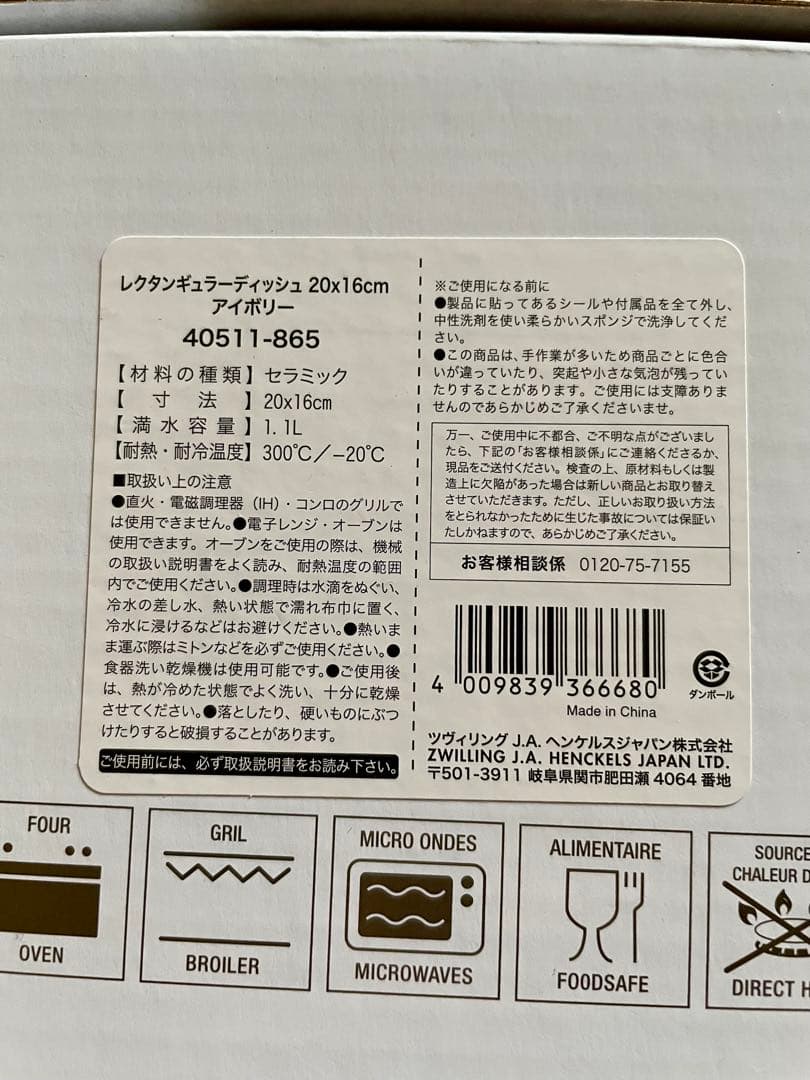 レクタンギュラーディッシュ 20x16cm
アイボリー
40511-865
【材料の種類】セラミック
【寸法】20x16cm
【満水容量】1.1L
【耐熱・耐冷温度】300℃/−20℃
■取扱い上の注意
●直火・電磁調理器(IH)・コンロのグリルで
は使用できません。●電子レンジ・オーブンは
使用できます。オーブンをご使用の際は、機械
の取扱い説明書をよく読み、耐熱温度の範囲
内でご使用ください。●調理時は水滴をぬぐい、
冷水の差し水、熱い状態で濡れ布巾に置く、
冷水に浸けるなどはお避けください。●熱いま
ま運ぶ際はミトンなどを必ずご使用ください。●
食器洗い乾燥機は使用可能です。●ご使用後
は、熱が冷めた状態でよく洗い、十分に乾燥
させてください。●落としたり、硬いものにぶつ
けたりすると破損することがあります。
ご使用前には、必ず取扱説明書をお読み下さい。
※ご使用になる前に
●製品に貼ってあるシールや付属品を全て外し、
中性洗剤を使い柔らかいスポンジで洗浄してくだ
さい。
●この商品は、手作業が多いため商品ごとに色合
いが違っていたり、突起や小さな気泡が残ってい
たりすることがあります。ご使用には支障ありま
せんのであらかじめご了承くださいませ。
万一、ご使用中に不都合、ご不明な点がございまし
たら、下記の「お客様相談係」にご連絡くださるか、
現品をご送付ください。検査の上、原材料もしくは製
造上に欠陥があった場合は新しい商品とお取り替え
させていただきます。ただし、正しいお取り扱い方法
をとられなかったために生じた事故については保証い
たしかねますので、あらかじめご了承ください。
お客様相談係 0120-75-7155
4 009839 366680
ダンボール
Made in China
ツヴィリング J.A. ヘンケルスジャパン株式会社
ZWILLING J.A. HENCKELS JAPAN LTD.
〒501-3911 岐阜県関市肥田瀬 4064 番地
FOUR
OVEN
GRIL
BROILER
MICRO ONDES
MICROWAVES
ALIMENTAIRE
FOODSAFE
SOURCE
CHALEUR D
DIRECT H